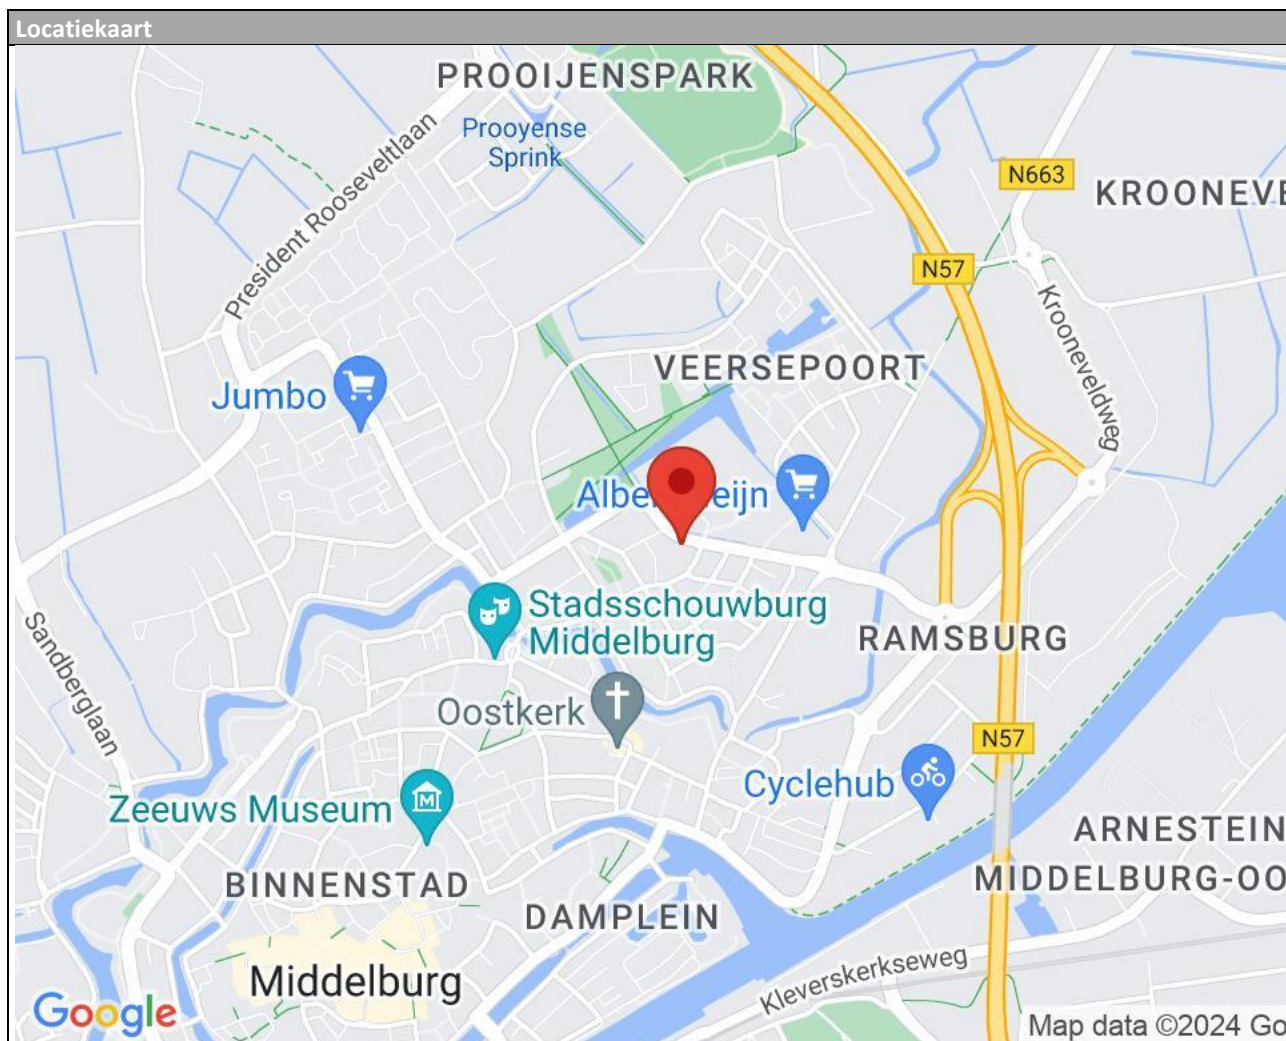 Locatiekaart
PROOIJENSPARK
Prooyense
Sprink
President Rooseveltlaan
N663
KROONEVE
N57
Krooneveldweg
VEERSEPOORT
Jumbo
Albe
eijn
Stadsschouwburg
Middelburg
RAMSBURG
Sandberglaan
Oostkerk
N57
Cyclehub
Zeeuws Museum
ARNESTEIN
MIDDELBURG-OO
BINNENSTAD
DAMPLEIN
Kleverskerkseweg
Middelburg
Google
Map data ©2024 Go